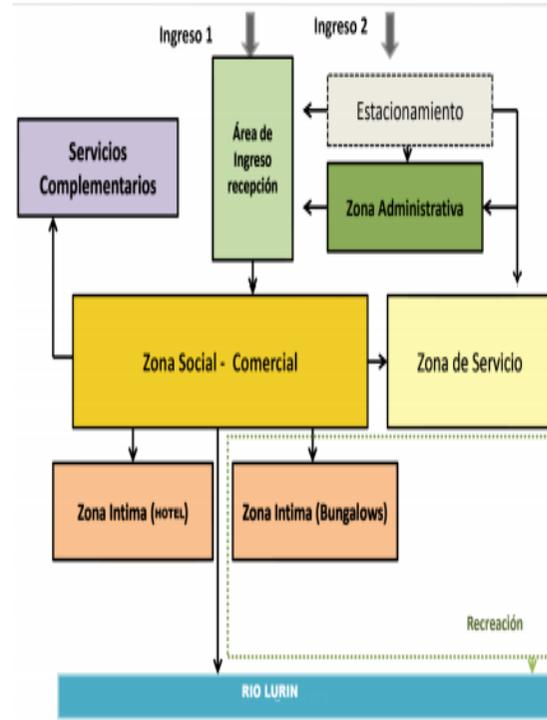 Ingreso 1
Ingreso 2
Estacionamiento
Área de
Ingreso
recepción
Servicios
Complementarios
Zona Administrativa
Zona Social - Comercial
Zona de Servicio
Zona Intima (HOTEL)
Zona Intima (Bungalows)
Recreación
RIO LURIN